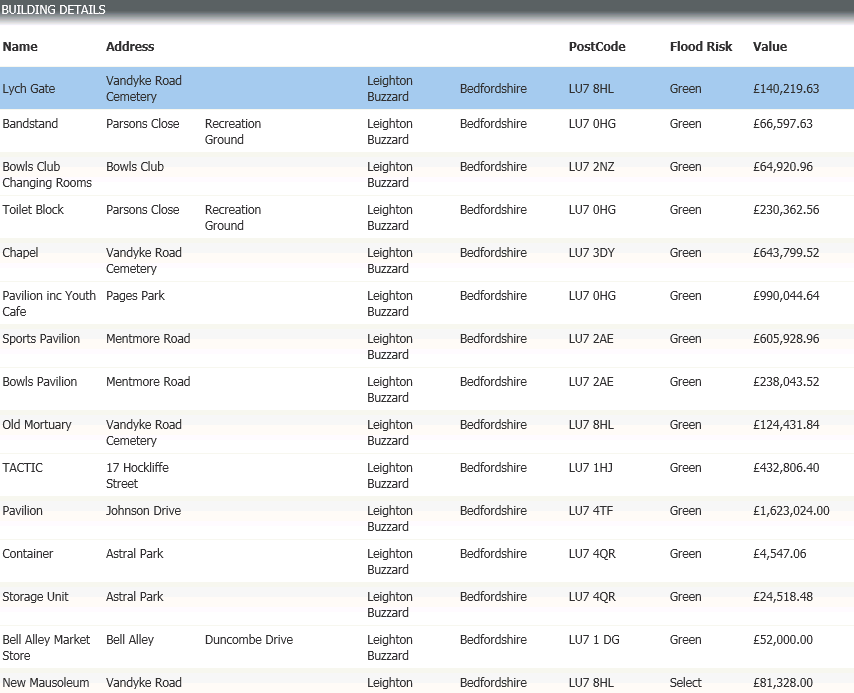 BUILDING DETAILS
Name Address PostCode Flood Risk Value
Lych Gate Vandyke Road Cemetery Leighton Buzzard Bedfordshire LU7 8HL Green £140,219.63
Bandstand Parsons Close Recreation Ground Leighton Buzzard Bedfordshire LU7 0HG Green £66,597.63
Bowls Club Changing Rooms Bowls Club Leighton Buzzard Bedfordshire LU7 2NZ Green £64,920.96
Toilet Block Parsons Close Recreation Ground Leighton Buzzard Bedfordshire LU7 0HG Green £230,362.56
Chapel Vandyke Road Cemetery Leighton Buzzard Bedfordshire LU7 3DY Green £643,799.52
Pavilion inc Youth Cafe Pages Park Leighton Buzzard Bedfordshire LU7 0HG Green £990,044.64
Sports Pavilion Mentmore Road Leighton Buzzard Bedfordshire LU7 2AE Green £605,928.96
Bowls Pavilion Mentmore Road Leighton Buzzard Bedfordshire LU7 2AE Green £238,043.52
Old Mortuary Vandyke Road Cemetery Leighton Buzzard Bedfordshire LU7 8HL Green £124,431.84
TACTIC 17 Hockliffe Street Leighton Buzzard Bedfordshire LU7 1HJ Green £432,806.40
Pavilion Johnson Drive Leighton Buzzard Bedfordshire LU7 4TF Green £1,623,024.00
Container Astral Park Leighton Buzzard Bedfordshire LU7 4QR Green £4,547.06
Storage Unit Astral Park Leighton Buzzard Bedfordshire LU7 4QR Green £24,518.48
Bell Alley Market Store Bell Alley Duncombe Drive Leighton Buzzard Bedfordshire LU7 1 DG Green £52,000.00
New Mausoleum Vandyke Road Leighton Bedfordshire LU7 8HL Select £81,328.00